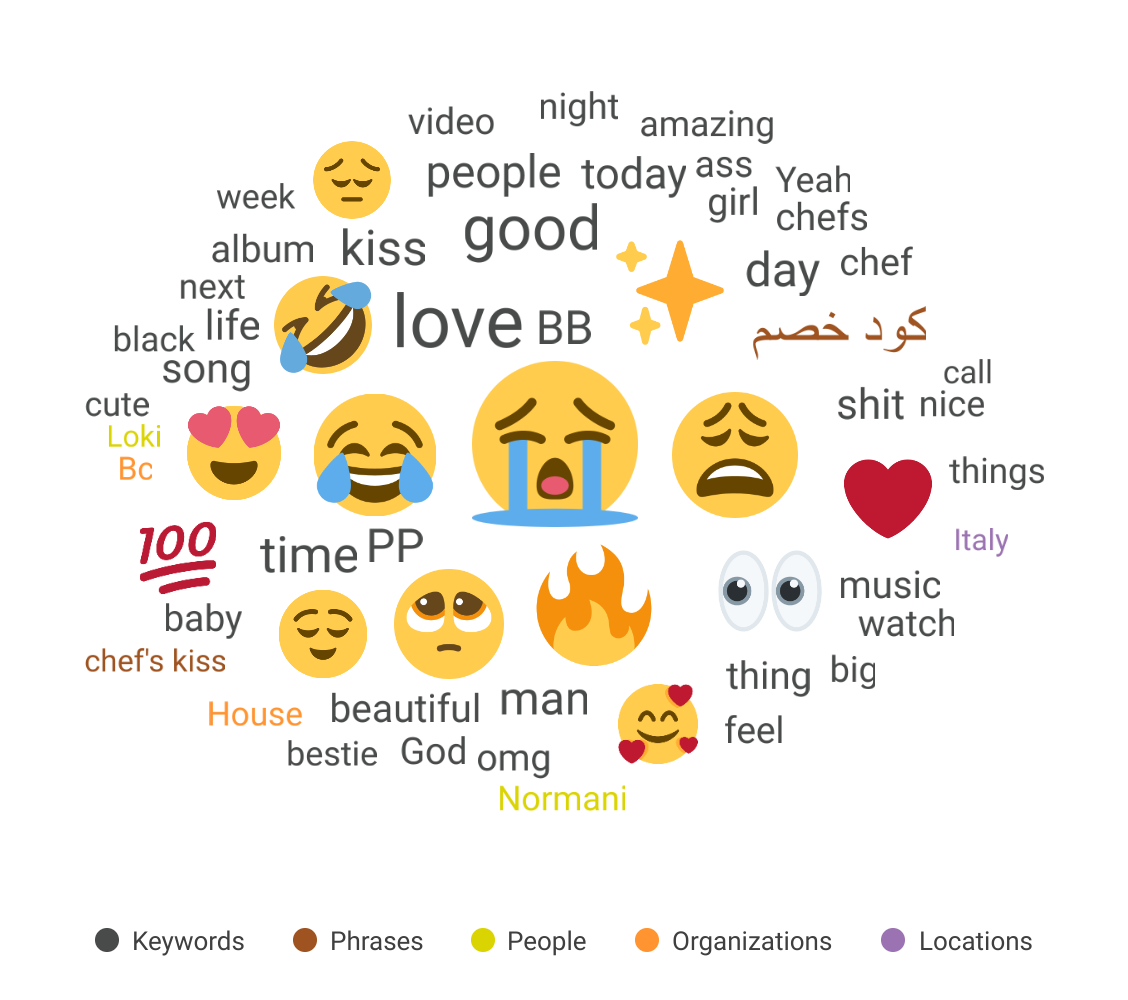 video night amazing
people today ass Yeah
week girl chefs
good
album kiss day chef
next
life love BB کود خصم
black
song call
cute shit nice
Loki
Bc things
100 Italy
time PP
music
baby watch
chef's kiss
thing big
House beautiful man feel
bestie God omg
Normani
Keywords Phrases People Organizations Locations